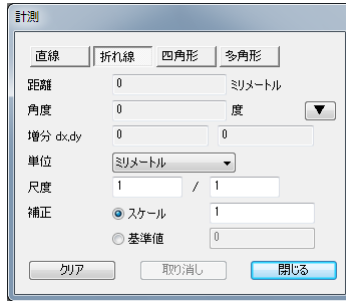 計測
直線 折れ線 四角形 多角形
距離 0 ミリメートル
角度 0 度 ▼
増分 dx,dy 0 0
単位 ミリメートル
尺度 1 / 1
補正 スケール 1
基準値 0
クリア 取り消し 閉じる